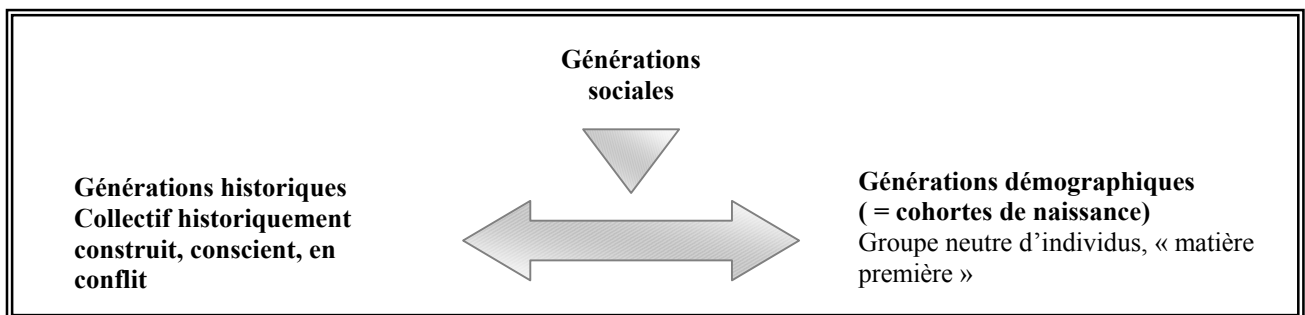 Générations
sociales
Générations historiques
Collectif historiquement
construit, conscient, en
conflit
Générations démographiques
( = cohortes de naissance)
Groupe neutre d’individus, « matière
première »